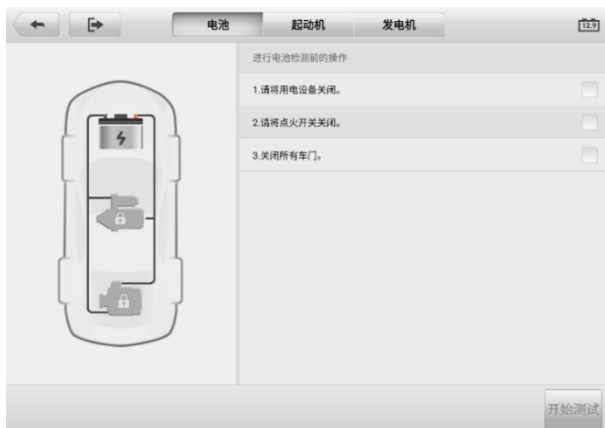 电池 起动机 发电机 12.9
进行电池检测前的操作
1.请将用电设备关闭。
2.请将点火开关关闭。
3.关闭所有车门。
开始测试